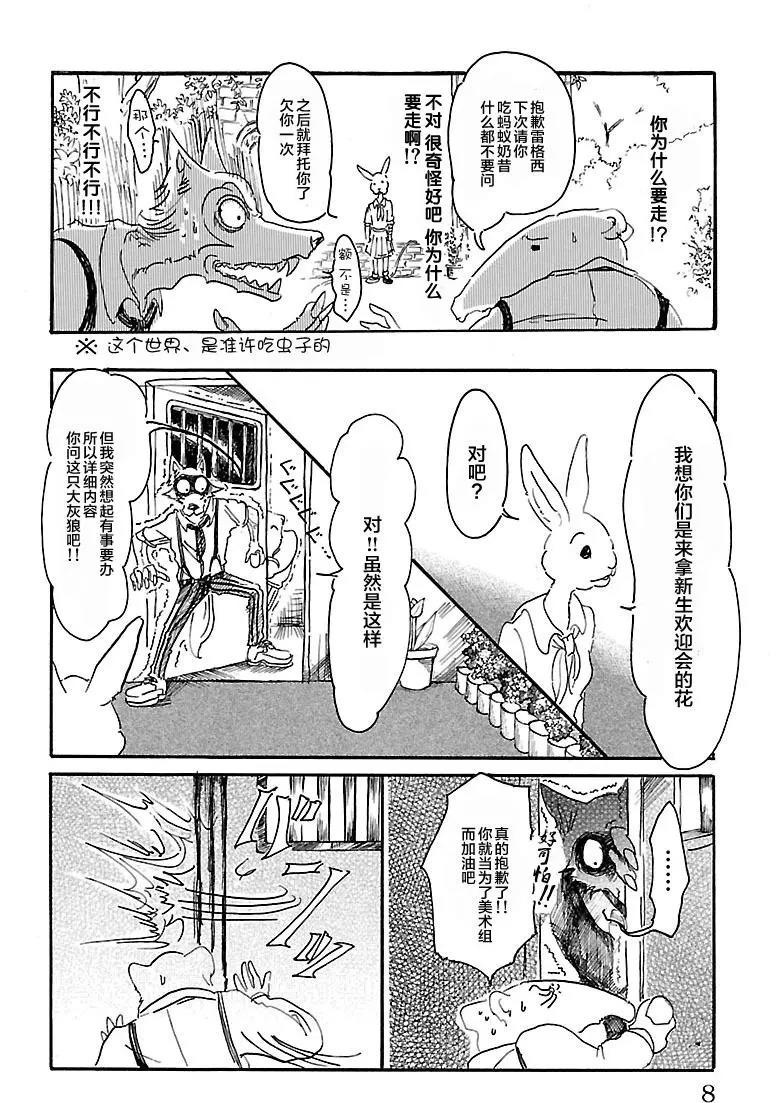 你为什么要走!?
抱歉雷格西
下次请你
吃蚂蚁奶昔
什么都不要问
不对 很奇怪好吧 你为什么
要走啊!?
额 不是…
之后就拜托你了
欠你一次
那个…
不行不行不行!!!
※ 这个世界、是准许吃虫子的
我想你们是来拿新生欢迎会的花
对吧?
对!!虽然是这样
但我突然想起有事要办
所以详细内容
你问这只大灰狼吧!!
……
好可怕!!
真的抱歉了!!
你就当为了美术组
而加油吧
グーンッ
8